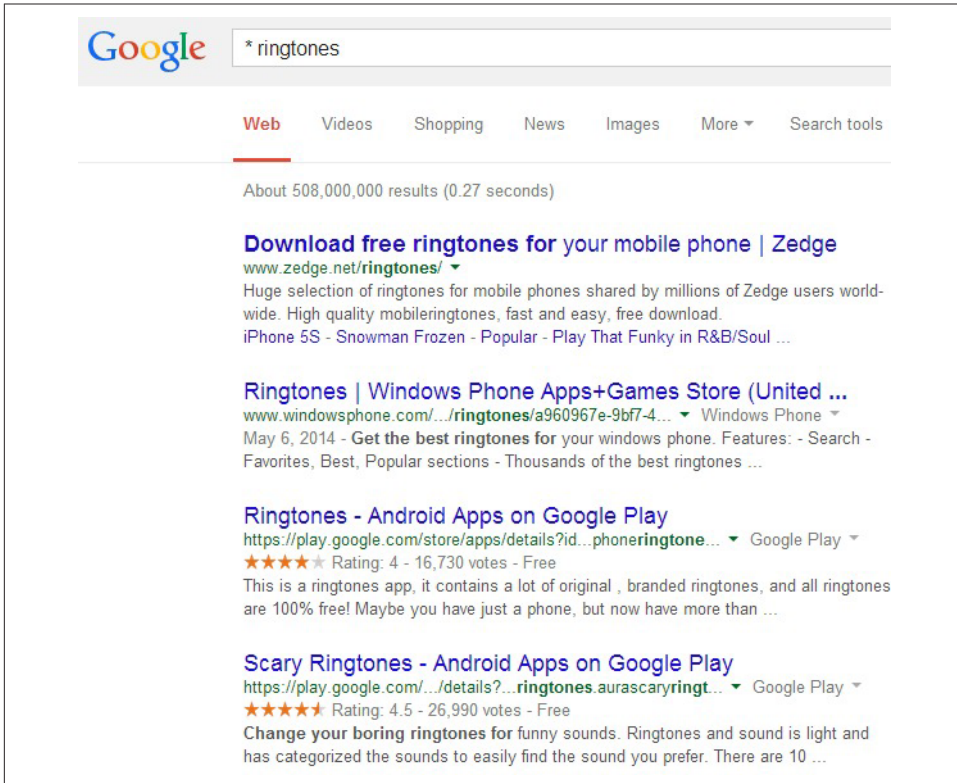 Google * ringtones
Web Videos Shopping News Images More Search tools
About 508,000,000 results (0.27 seconds)
Download free ringtones for your mobile phone | Zedge
www.zedge.net/ringtones/
Huge selection of ringtones for mobile phones shared by millions of Zedge users world-
wide. High quality mobileringtones, fast and easy, free download.
iPhone 5S - Snowman Frozen - Popular - Play That Funky in R&B/Soul ...
Ringtones | Windows Phone Apps+Games Store (United ...
www.windowsphone.com/.../ringtones/a960967e-9bf7-4... Windows Phone
May 6, 2014 - Get the best ringtones for your windows phone. Features: - Search -
Favorites, Best, Popular sections - Thousands of the best ringtones ...
Ringtones - Android Apps on Google Play
https://play.google.com/store/apps/details?id...phoneringtone... Google Play
★★★★★ Rating: 4 - 16,730 votes - Free
This is a ringtones app, it contains a lot of original , branded ringtones, and all ringtones
are 100% free! Maybe you have just a phone, but now have more than ...
Scary Ringtones - Android Apps on Google Play
https://play.google.com/.../details?...ringtones.aurascaryringt... Google Play
★★★★★ Rating: 4.5 - 26,990 votes - Free
Change your boring ringtones for funny sounds. Ringtones and sound is light and
has categorized the sounds to easily find the sound you prefer. There are 10 ...